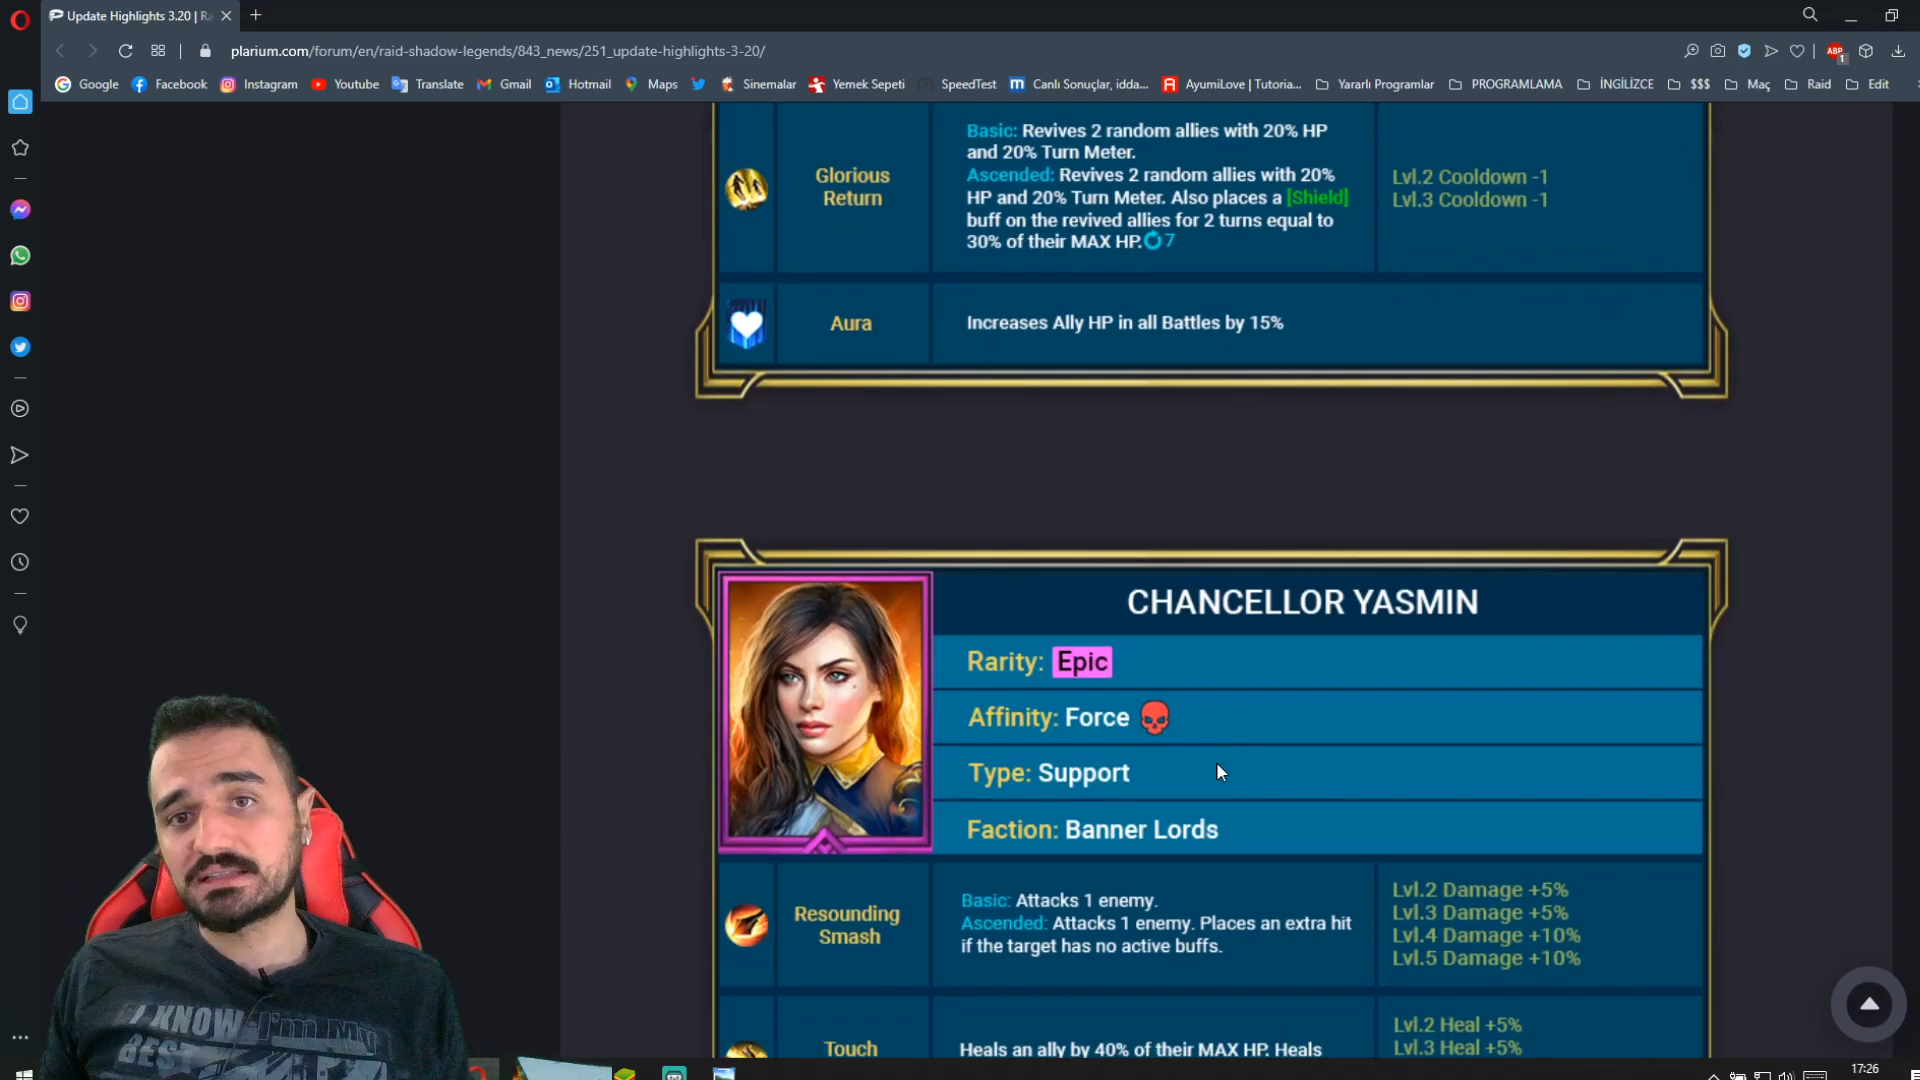 Update Highlights 3.20 | Ra
plarium.com/forum/en/raid-shadow-legends/843_news/251_update-highlights-3-20/
ABP
1
Google
Facebook
Instagram
Youtube
Translate
Gmail
Hotmail
Maps
Sinemalar
Yemek Sepeti
SpeedTest
Canlı Sonuçlar, idda...
AyumiLove | Tutoria...
Yararlı Programlar
PROGRAMLAMA
İNGİLİZCE
$$$
Maç
Raid
Edit
Glorious
Return
Basic: Revives 2 random allies with 20% HP
and 20% Turn Meter.
Ascended: Revives 2 random allies with 20%
HP and 20% Turn Meter. Also places a [Shield]
buff on the revived allies for 2 turns equal to
30% of their MAX HP. 7
Lvl.2 Cooldown -1
Lvl.3 Cooldown -1
Aura
Increases Ally HP in all Battles by 15%
CHANCELLOR YASMIN
Rarity: Epic
Affinity: Force
Type: Support
Faction: Banner Lords
Resounding
Smash
Basic: Attacks 1 enemy.
Ascended: Attacks 1 enemy. Places an extra hit
if the target has no active buffs.
Lvl.2 Damage +5%
Lvl.3 Damage +5%
Lvl.4 Damage +10%
Lvl.5 Damage +10%
Touch
Heals an ally by 40% of their MAX HP. Heals
Lvl.2 Heal +5%
Lvl.3 Heal +5%
I KNOW I'm MY
BEST
17:26